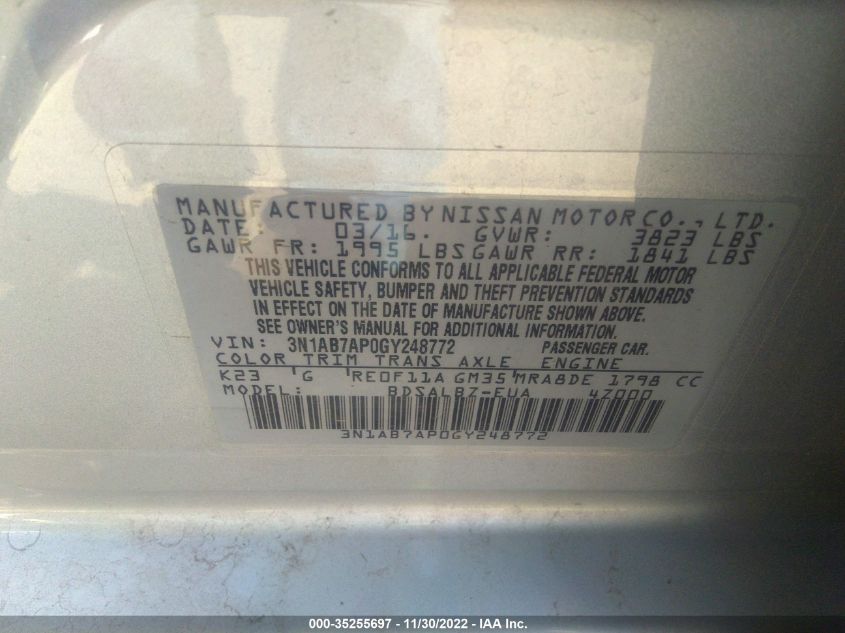 MANUFACTURED BY NISSAN MOTOR CO., LTD.
DATE: 03/16. GVWR: 3823 LBS
GAWR FR: 1995 LBS GAWR RR: 1841 LBS
THIS VEHICLE CONFORMS TO ALL APPLICABLE FEDERAL MOTOR
VEHICLE SAFETY, BUMPER AND THEFT PREVENTION STANDARDS
IN EFFECT ON THE DATE OF MANUFACTURE SHOWN ABOVE.
SEE OWNER'S MANUAL FOR ADDITIONAL INFORMATION.
VIN: 3N1AB7AP0GY248772 PASSENGER CAR.
COLOR TRIM TRANS AXLE ENGINE
K23 'G 'RE0F11A GM35'MRA8DE 1798 CC
MODEL: BDSALB7-EUA 4Z000
3N1AB7AP0GY248772
000-35255697 - 11/30/2022 - IAA Inc.